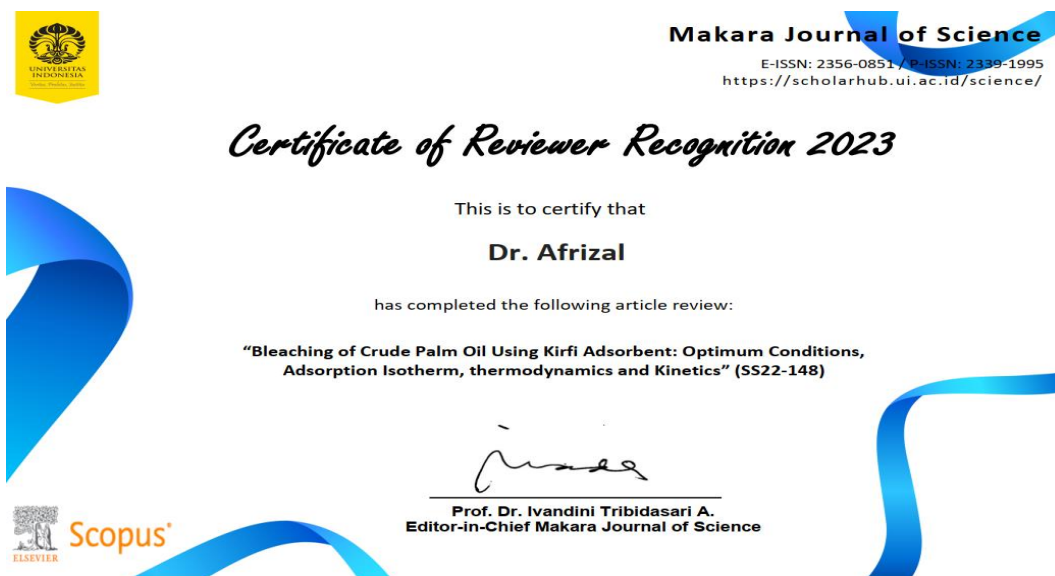 UNIVERSITAS
INDONESIA
Veritas, Probitas, Iustitia
Makara Journal of Science
E-ISSN: 2356-0851 / P-ISSN: 2339-1995
https://scholarhub.ui.ac.id/science/
Certificate of Reviewer Recognition 2023
This is to certify that
Dr. Afrizal
has completed the following article review:
“Bleaching of Crude Palm Oil Using Kirfi Adsorbent: Optimum Conditions,
Adsorption Isotherm, thermodynamics and Kinetics” (SS22-148)
Prof. Dr. Ivandini Tribidasari A.
Editor-in-Chief Makara Journal of Science
ELSEVIER
Scopus®